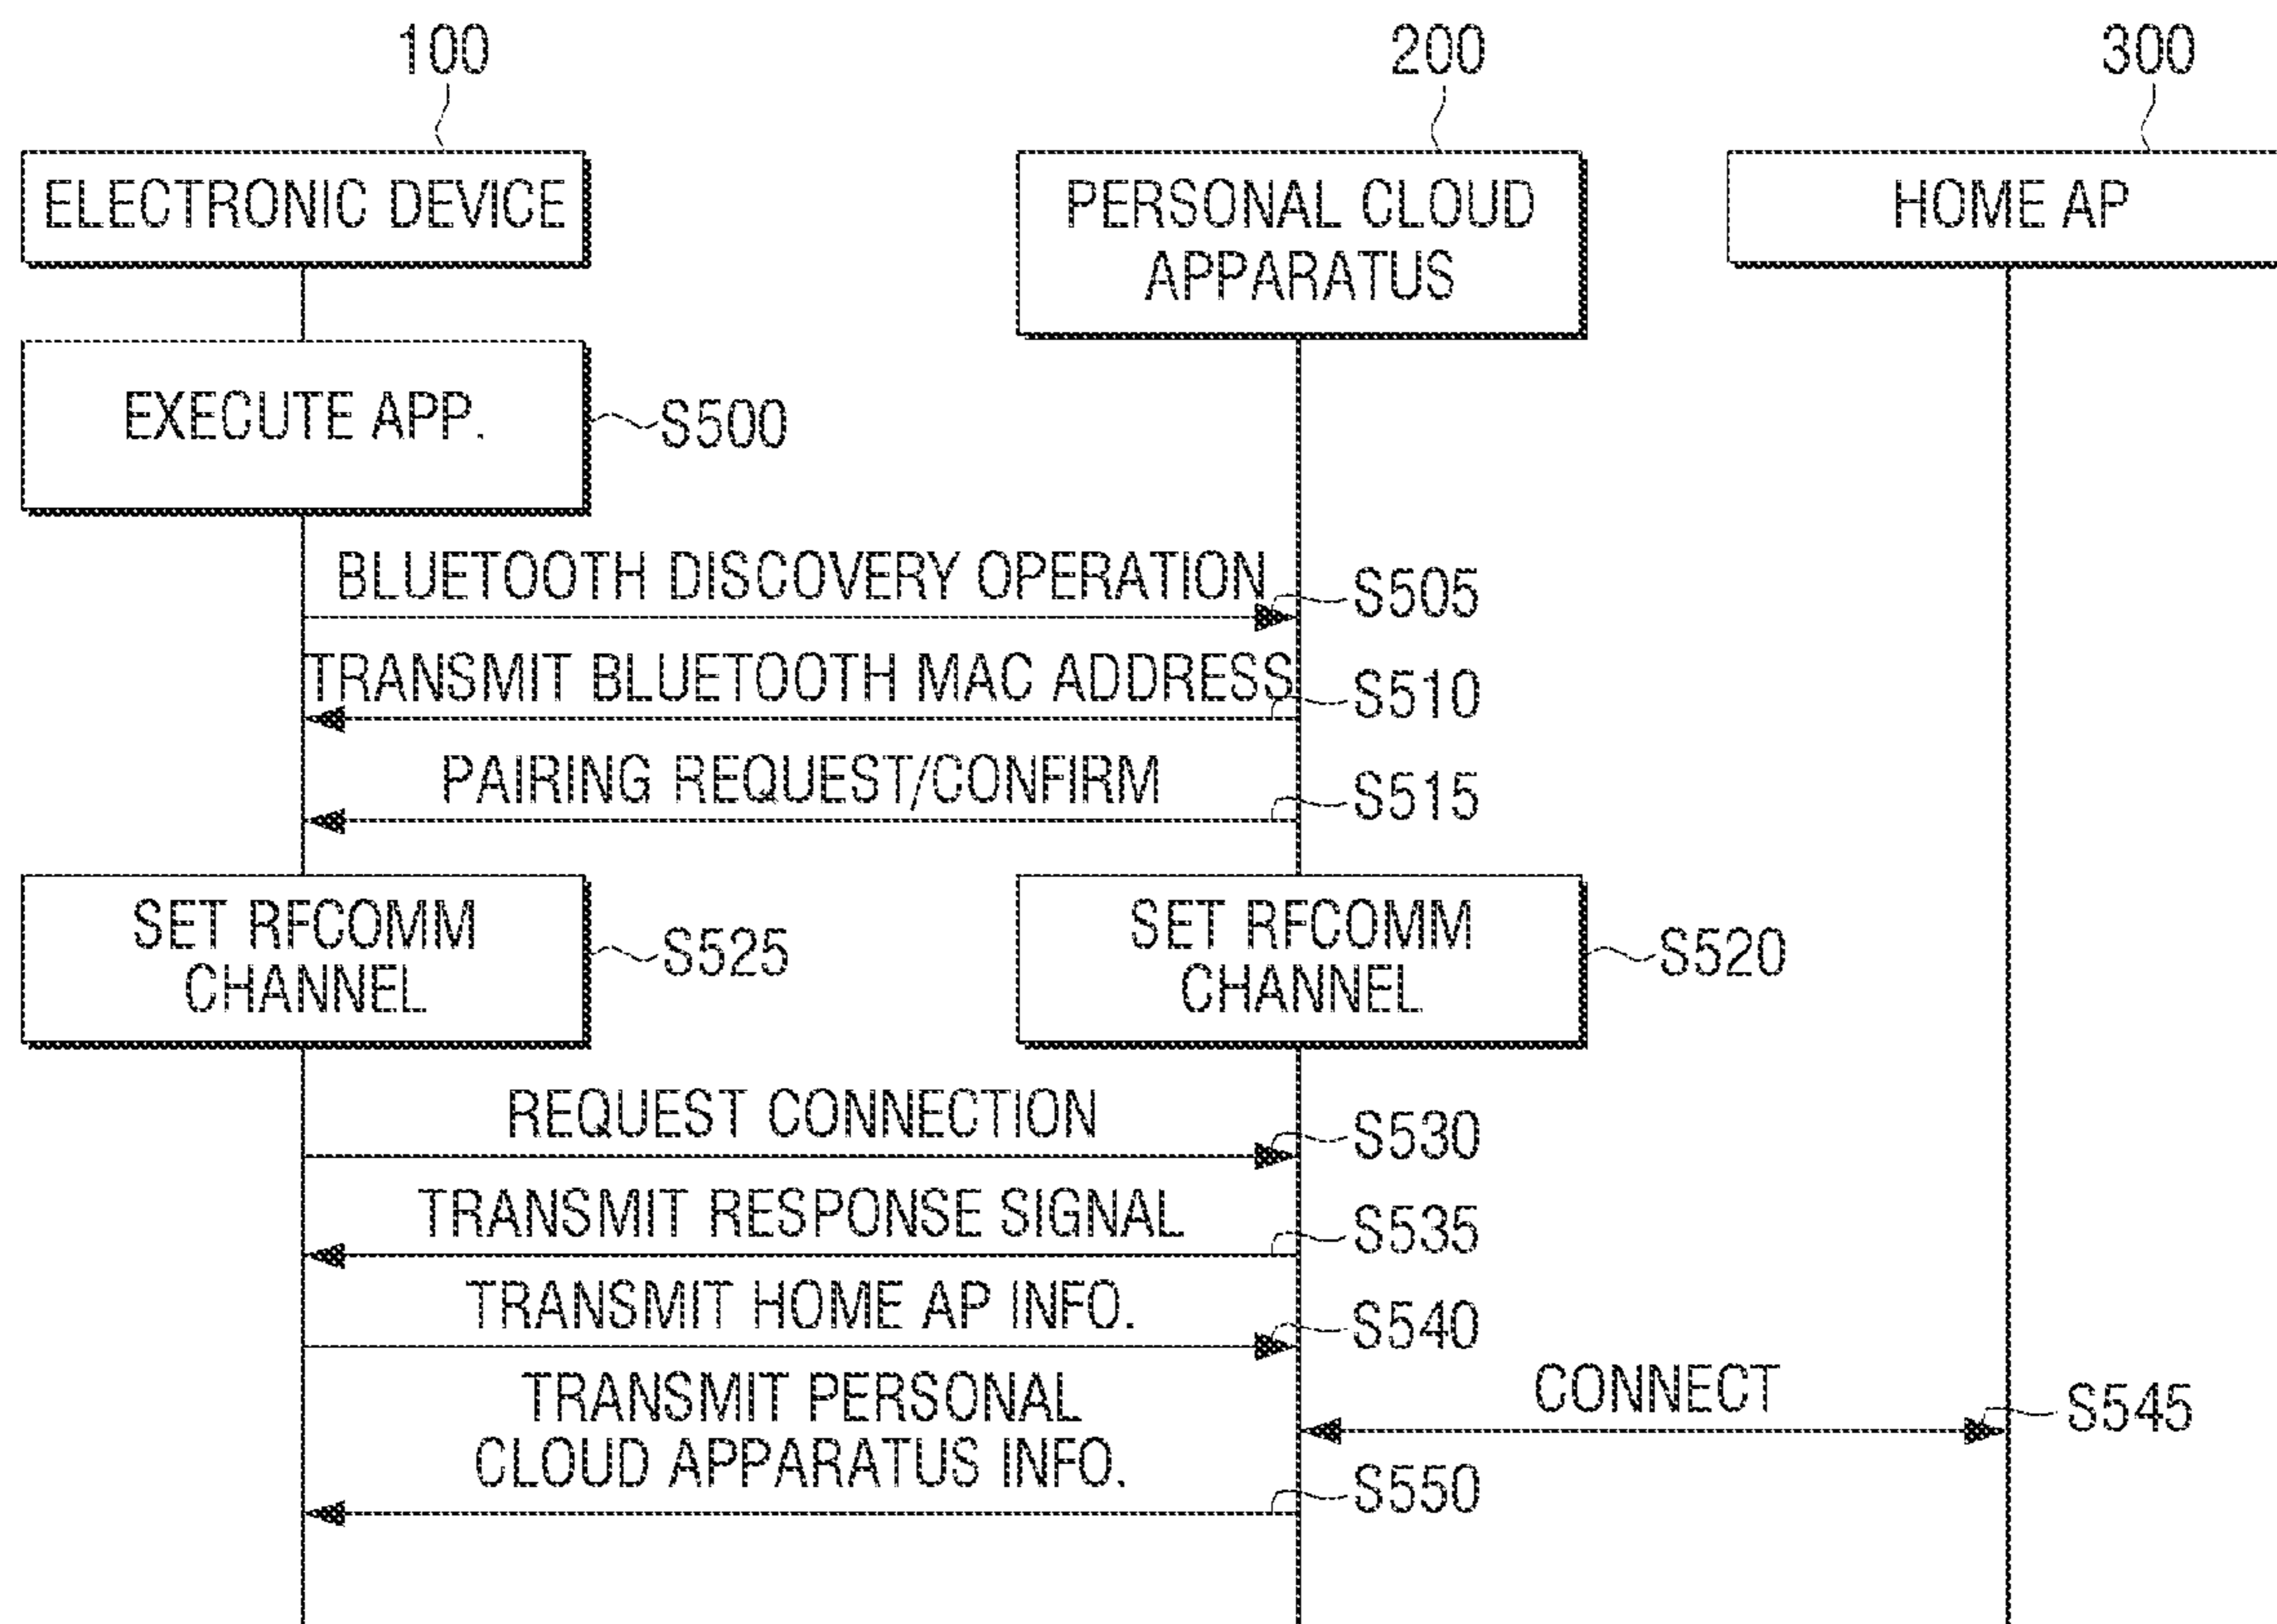 100
200
300
ELECTRONIC DEVICE
PERSONAL CLOUD
APPARATUS
HOME AP
EXECUTE APP.
S500
BLUETOOTH DISCOVERY OPERATION
S505
TRANSMIT BLUETOOTH MAC ADDRESS
S510
PAIRING REQUEST/CONFIRM
S515
SET RFCOMM
CHANNEL
S525
SET RFCOMM
CHANNEL
S520
REQUEST CONNECTION
S530
TRANSMIT RESPONSE SIGNAL
S535
TRANSMIT HOME AP INFO.
S540
CONNECT
S545
TRANSMIT PERSONAL
CLOUD APPARATUS INFO.
S550